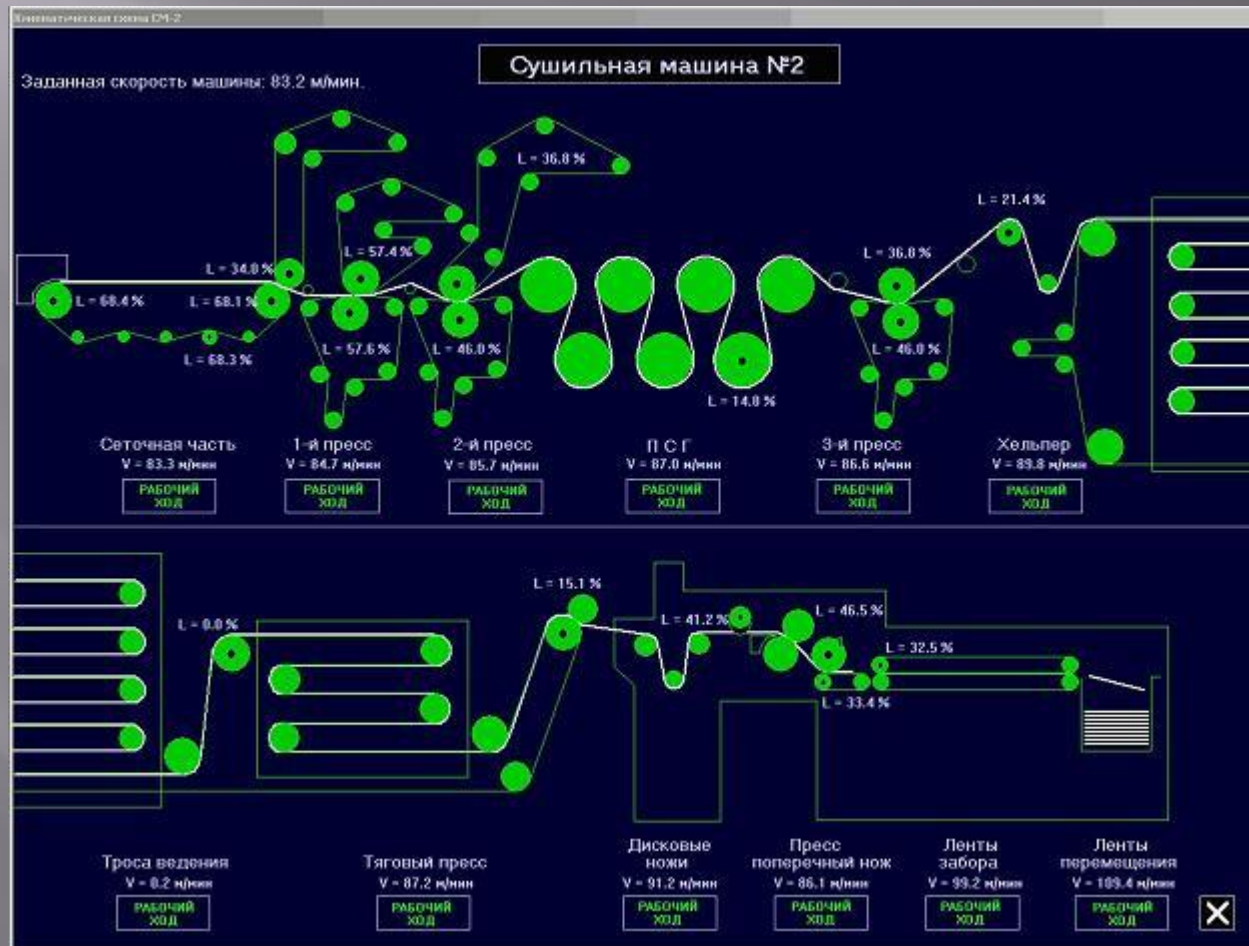 Кинематическая схема СМ-2
Сушильная машина №2
Заданная скорость машины: 83.2 м/мин.
L = 36.8 %
L = 21.4 %
L = 57.4 %
L = 36.8 %
L = 34.8 %
L = 68.4 %
L = 68.1 %
L = 68.3 %
L = 57.6 %
L = 46.0 %
L = 46.0 %
L = 14.8 %
Сеточная часть
V = 83.3 м/мин
РАБОЧИЙ
ХОД
1-й пресс
V = 84.7 м/мин
РАБОЧИЙ
ХОД
2-й пресс
V = 85.7 м/мин
РАБОЧИЙ
ХОД
П С Г
V = 87.0 м/мин
РАБОЧИЙ
ХОД
3-й пресс
V = 86.6 м/мин
РАБОЧИЙ
ХОД
Хельпер
V = 89.8 м/мин
РАБОЧИЙ
ХОД
L = 15.1 %
L = 0.0 %
L = 41.2 %
L = 46.5 %
L = 32.5 %
L = 33.4 %
Троса ведения
V = 0.2 м/мин
РАБОЧИЙ
ХОД
Тяговый пресс
V = 87.2 м/мин
РАБОЧИЙ
ХОД
Дисковые
ножи
V = 91.2 м/мин
РАБОЧИЙ
ХОД
Пресс
поперечный нож
V = 86.1 м/мин
РАБОЧИЙ
ХОД
Ленты
забора
V = 99.2 м/мин
РАБОЧИЙ
ХОД
Ленты
перемещения
V = 109.4 м/мин
РАБОЧИЙ
ХОД